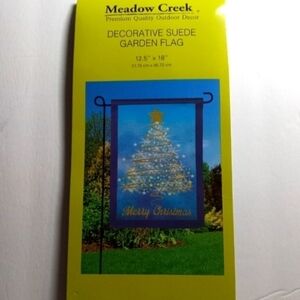 Meadow Creek
Premium Quality Outdoor Decor
DECORATIVE SUEDE
GARDEN FLAG
12.5" x 18"
Merry Christmas